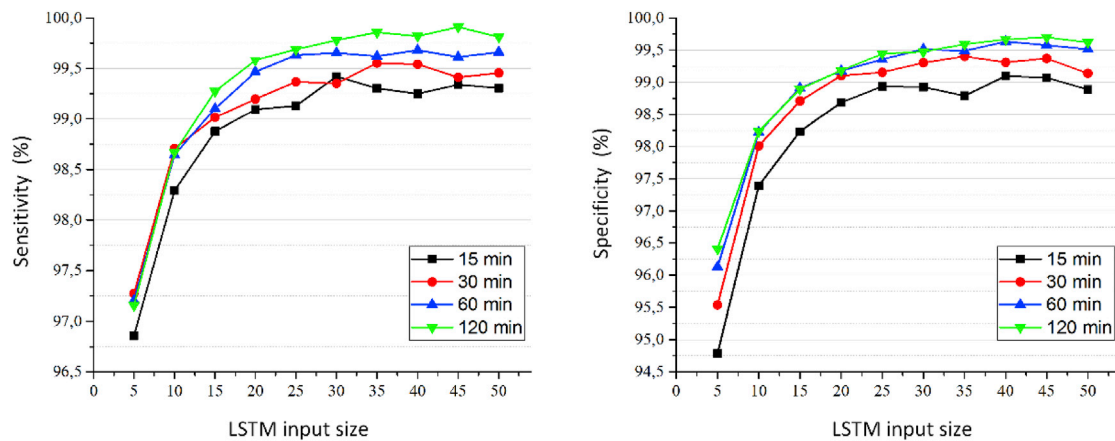 100,0
99,5
99,0
98,5
98,0
97,5
97,0
96,5
Sensitivity (%)
15 min
30 min
60 min
120 min
0 5 10 15 20 25 30 35 40 45 50
LSTM input size
100,0
99,5
99,0
98,5
98,0
97,5
97,0
96,5
96,0
95,5
95,0
94,5
Specificity (%)
15 min
30 min
60 min
120 min
0 5 10 15 20 25 30 35 40 45 50
LSTM input size